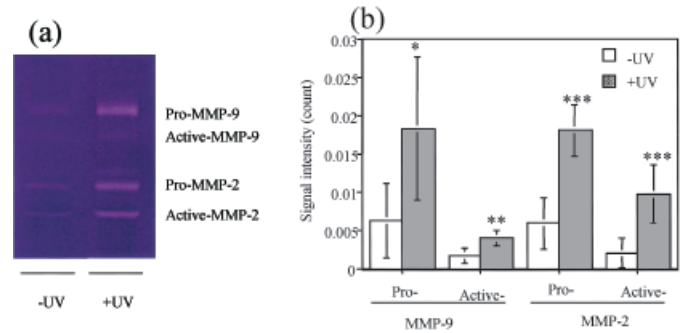 (a)
Pro-MMP-9
Active-MMP-9
Pro-MMP-2
Active-MMP-2
-UV
+UV
(b)
Signal intensity (count)
0.03
0.025
0.02
0.015
0.01
0.005
0
-UV
+UV
*
**
***
***
Pro-
Active-
Pro-
Active-
MMP-9
MMP-2